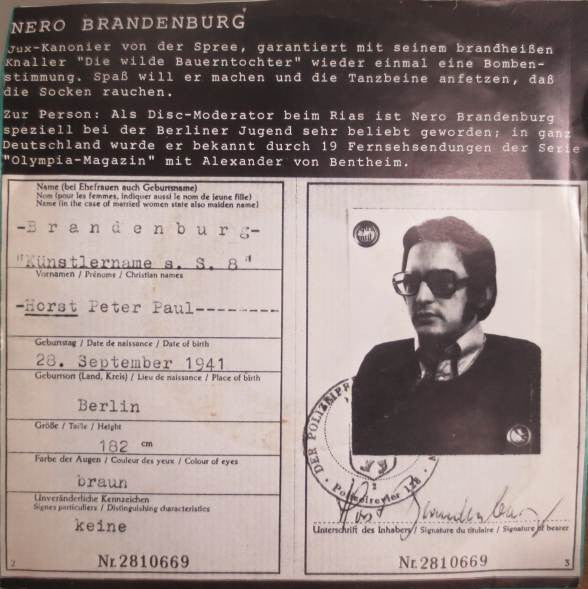 NERO BRANDENBURG
Jux-Kanonier von der Spree, garantiert mit seinem brandheißen
Knaller "Die wilde Bauerntochter" wieder einmal eine Bomben-
stimmung. Spaß will er machen und die Tanzbeine anfetzen, daß
die Socken rauchen.
Zur Person: Als Disc-Moderator beim Rias ist Nero Brandenburg
speziell bei der Berliner Jugend sehr beliebt geworden; in ganz
Deutschland wurde er bekannt durch 19 Fernsehsendungen der Serie
"Olympia-Magazin" mit Alexander von Bentheim.
Name (bei Ehefrauen auch Geburtsname)
Nom (pour les femmes, indiquer aussi le nom de jeune fille)
Name (in the case of married women state also maiden name)
-Brandenburg-
"Künstlername s. S. 8"
Vornamen / Prénoms / Christian names
-Horst Peter Paul--------
Geburtstag / Date de naissance / Date of birth
28. September 1941
Geburtsort (Land, Kreis) / Lieu de naissance / Place of birth
Berlin
Größe / Taille / Height
182 cm
Farbe der Augen / Couleur des yeux / Colour of eyes
braun
Unveränderliche Kennzeichen
Signes particuliers / Distinguishing characteristics
keine
2 Nr. 2810669
DER POLIZEIPR
Polizeirevier 128
Horst Brandenburg
Unterschrift des Inhabers / Signature du titulaire / Signature of bearer
Nr. 2810669 3